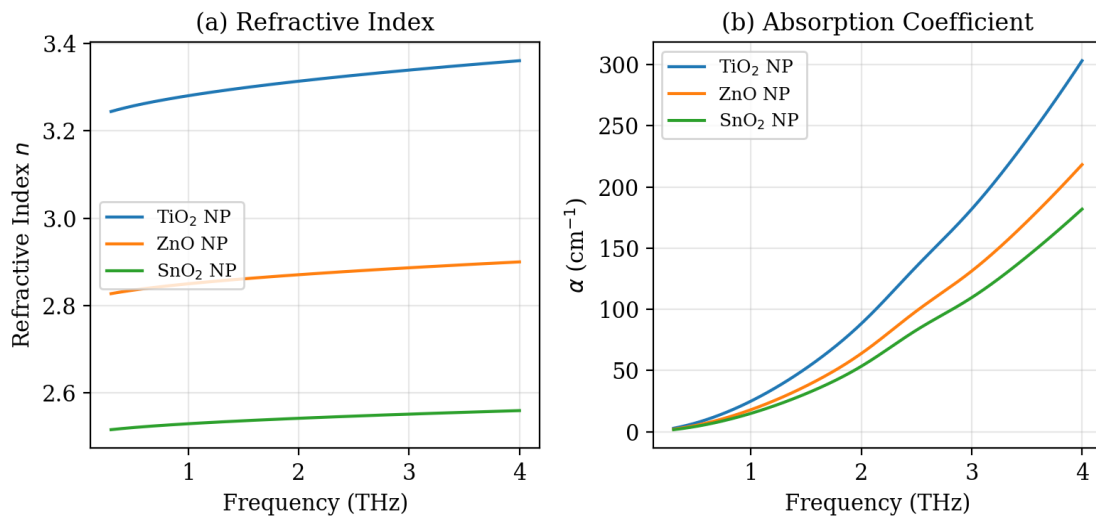 (a) Refractive Index
3.4
3.2
3.0
2.8
2.6
Refractive Index n
TiO₂ NP
ZnO NP
SnO₂ NP
1 2 3 4
Frequency (THz)
(b) Absorption Coefficient
300
250
200
150
100
50
0
α (cm⁻¹)
TiO₂ NP
ZnO NP
SnO₂ NP
1 2 3 4
Frequency (THz)